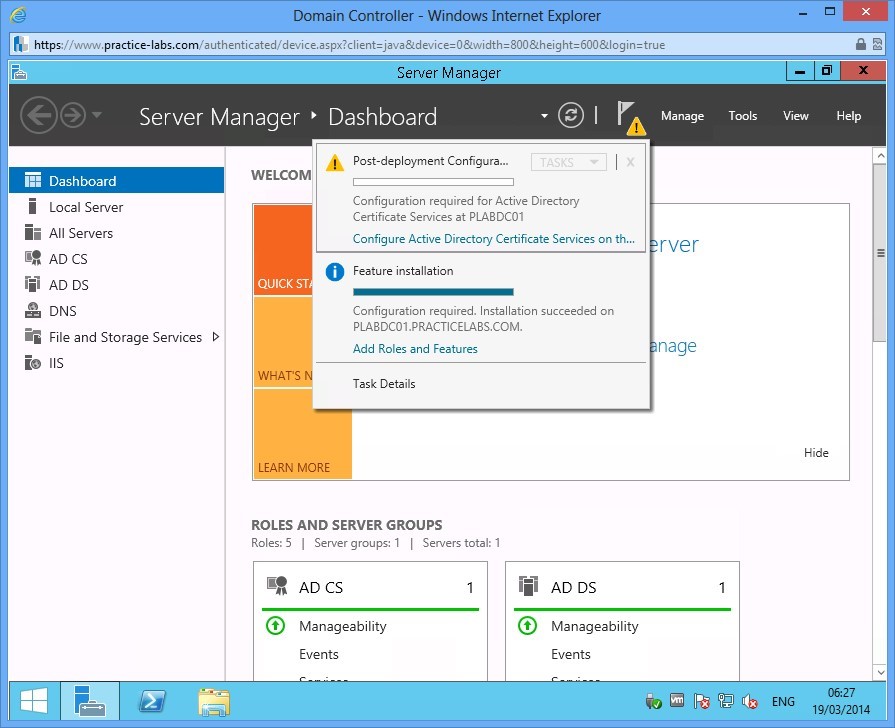 Domain Controller - Windows Internet Explorer
https://www.practice-labs.com/authenticated/device.aspx?client=java&device=0&width=800&height=600&login=true
Server Manager
Server Manager ‣ Dashboard
Manage Tools View Help
Dashboard
Local Server
All Servers
AD CS
AD DS
DNS
File and Storage Services
IIS
WELCOM
Post-deployment Configura... TASKS x
Configuration required for Active Directory
Certificate Services at PLABDC01
Configure Active Directory Certificate Services on th...
Feature installation
Configuration required. Installation succeeded on
PLABDC01.PRACTICELABS.COM.
Add Roles and Features
Task Details
QUICK STA
WHAT'S N
LEARN MORE
erver
anage
Hide
ROLES AND SERVER GROUPS
Roles: 5 | Server groups: 1 | Servers total: 1
AD CS 1
Manageability
Events
Services
AD DS 1
Manageability
Events
Services
ENG
06:27
19/03/2014